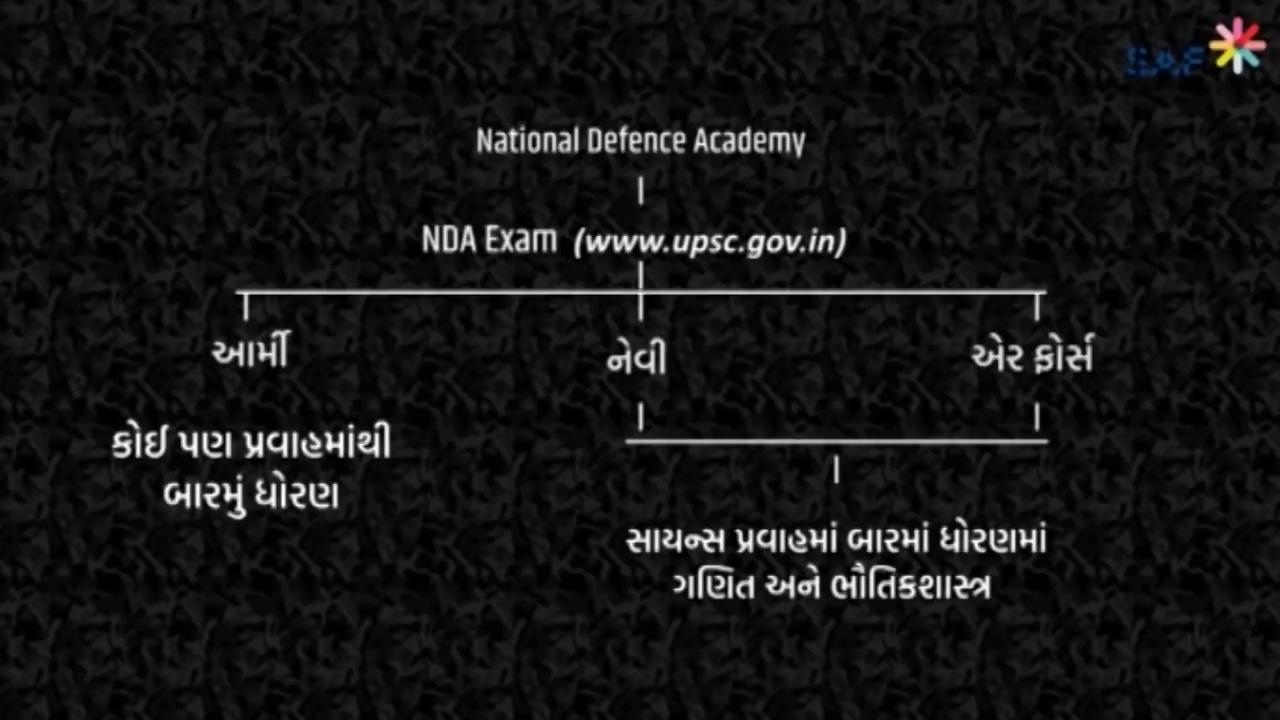 National Defence Academy
NDA Exam (www.upsc.gov.in)
આર્મી નેવી એર ફોર્સ
કોઈ પણ પ્રવાહમાંથી
બારમું ધોરણ
સાયન્સ પ્રવાહમાં બારમાં ધોરણમાં
ગણિત અને ભૌતિકશાસ્ત્ર